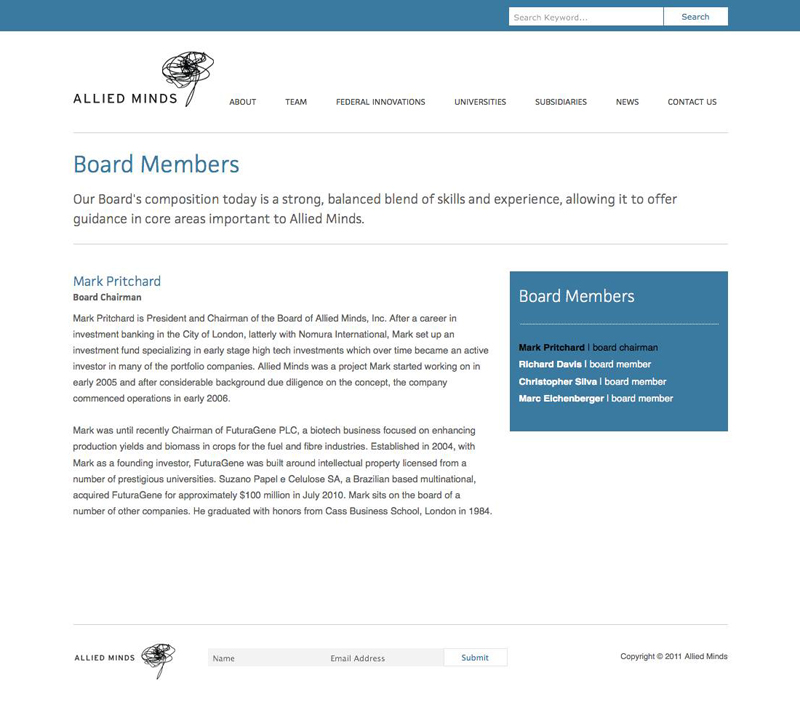 Search Keyword... Search
ALLIED MINDS
ABOUT TEAM FEDERAL INNOVATIONS UNIVERSITIES SUBSIDIARIES NEWS CONTACT US
Board Members
Our Board's composition today is a strong, balanced blend of skills and experience, allowing it to offer
guidance in core areas important to Allied Minds.
Mark Pritchard
Board Chairman
Mark Pritchard is President and Chairman of the Board of Allied Minds, Inc. After a career in
investment banking in the City of London, latterly with Nomura International, Mark set up an
investment fund specializing in early stage high tech investments which over time became an active
investor in many of the portfolio companies. Allied Minds was a project Mark started working on in
early 2005 and after considerable background due diligence on the concept, the company
commenced operations in early 2006.
Mark was until recently Chairman of FuturaGene PLC, a biotech business focused on enhancing
production yields and biomass in crops for the fuel and fibre industries. Established in 2004, with
Mark as a founding investor, FuturaGene was built around intellectual property licensed from a
number of prestigious universities. Suzano Papel e Celulose SA, a Brazilian based multinational,
acquired FuturaGene for approximately $100 million in July 2010. Mark sits on the board of a
number of other companies. He graduated with honors from Cass Business School, London in 1984.
Board Members
Mark Pritchard | board chairman
Richard Davis | board member
Christopher Silva | board member
Marc Eichenberger | board member
ALLIED MINDS
Name Email Address Submit
Copyright © 2011 Allied Minds